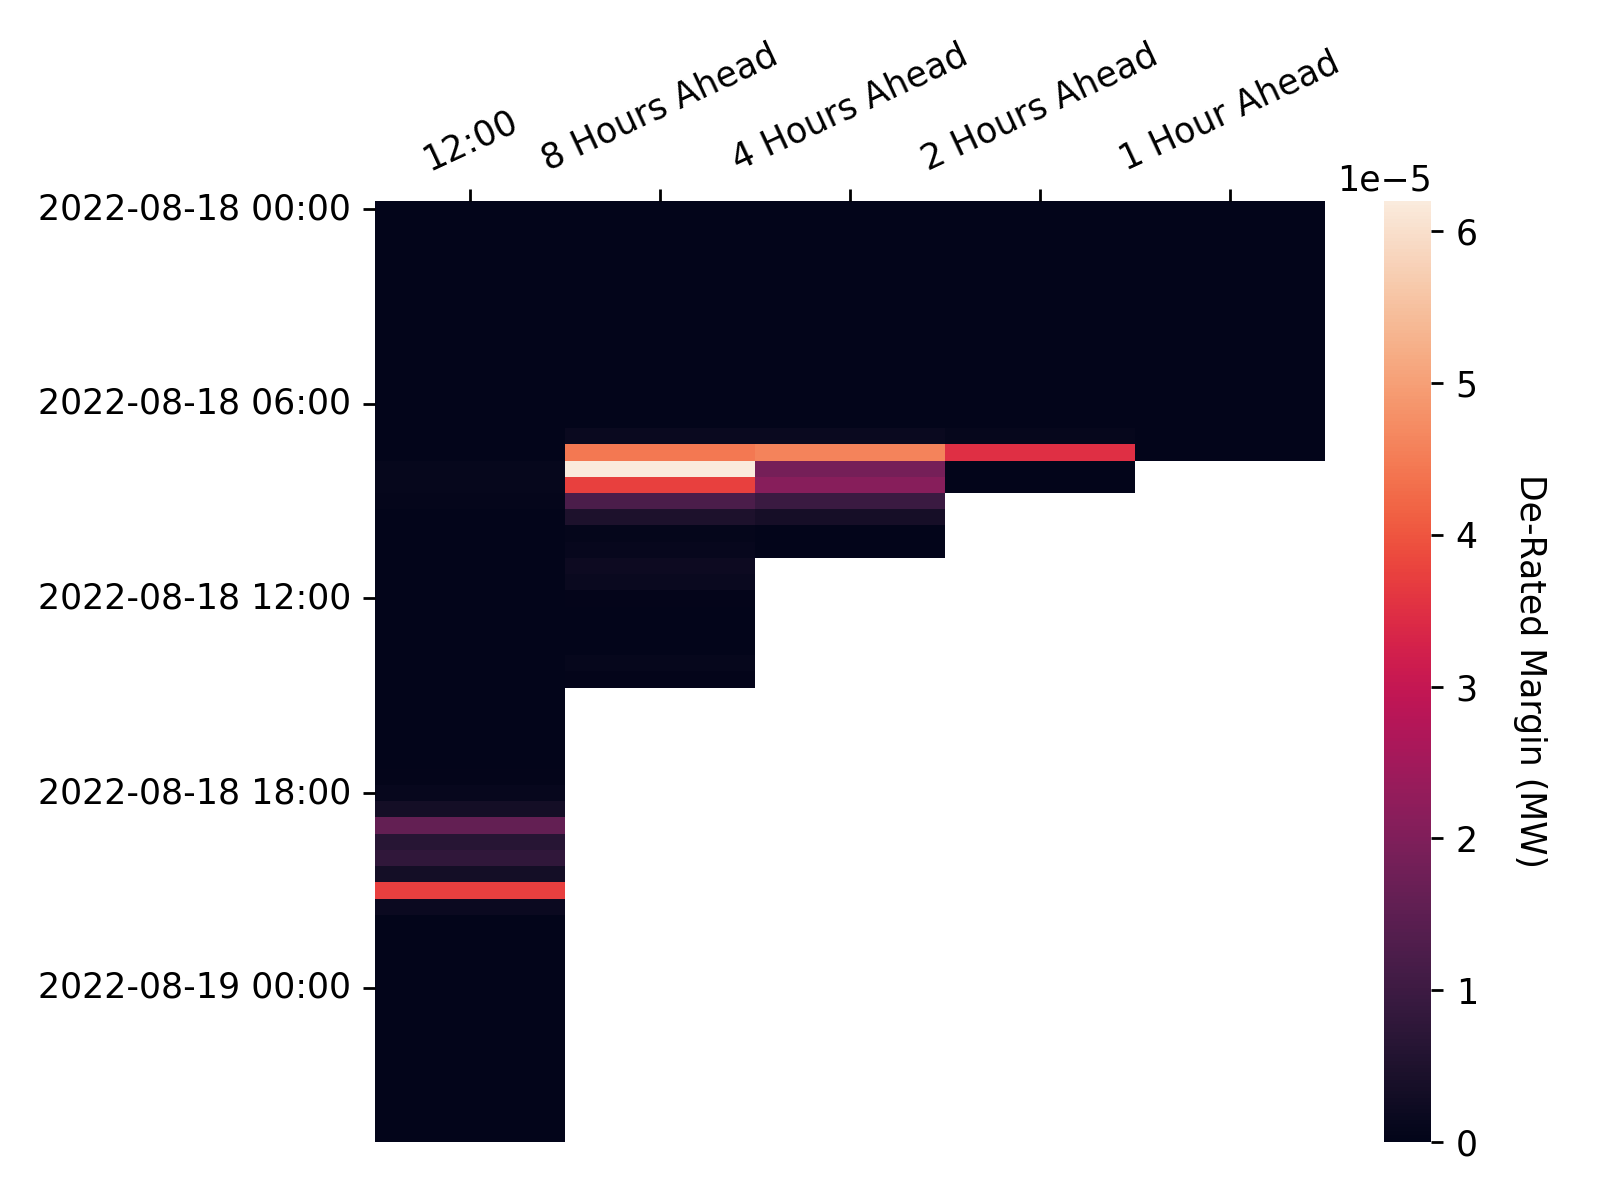 12:00
8 Hours Ahead
4 Hours Ahead
2 Hours Ahead
1 Hour Ahead
1e−5
2022-08-18 00:00
2022-08-18 06:00
2022-08-18 12:00
2022-08-18 18:00
2022-08-19 00:00
6
5
4
3
2
1
0
De-Rated Margin (MW)